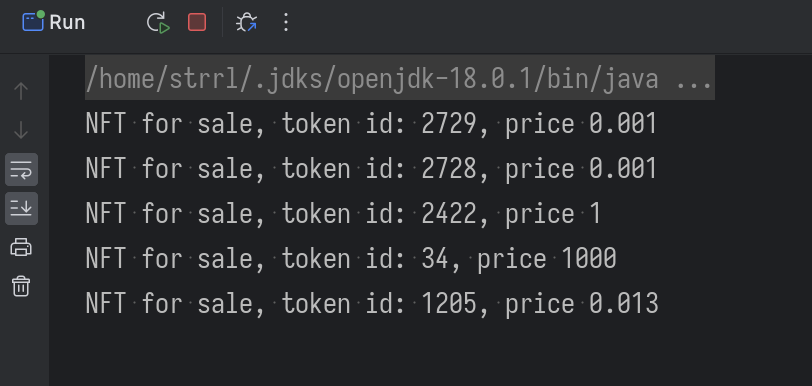 Run
/home/strrl/.jdks/openjdk-18.0.1/bin/java ...
NFT for sale, token id: 2729, price 0.001
NFT for sale, token id: 2728, price 0.001
NFT for sale, token id: 2422, price 1
NFT for sale, token id: 34, price 1000
NFT for sale, token id: 1205, price 0.013